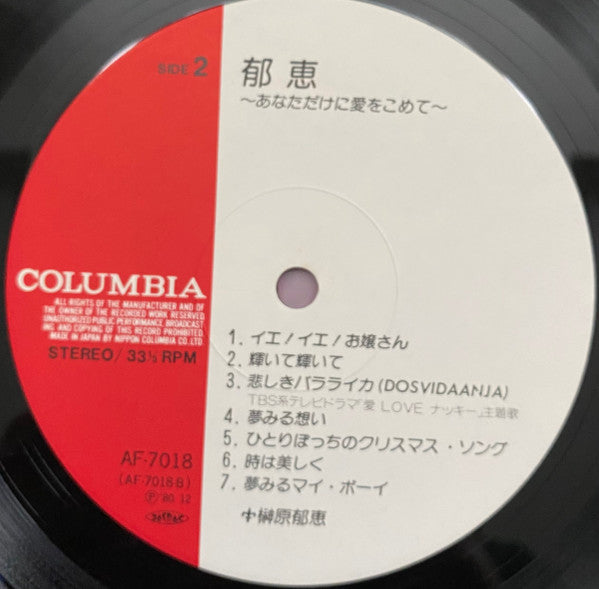 SIDE 2
郁恵
～あなただけに愛をこめて～
COLUMBIA
ALL RIGHTS OF THE MANUFACTURER AND OF
THE OWNER OF THE RECORDED WORK RESERVED
UNAUTHORIZED PUBLIC PERFORMANCE, BROADCAST
ING AND COPYING OF THIS RECORD PROHIBITED.
MADE IN JAPAN BY NIPPON COLUMBIA CO. LTD.
STEREO/33⅓ RPM
1. イエ!イエ!お嬢さん
2. 輝いて輝いて
3. 悲しきバラライカ(DOSVIDAANJA)
TBS系テレビドラマ「愛 LOVE ナッキー」主題歌
4. 夢みる想い
5. ひとりぼっちのクリスマス・ソング
6. 時は美しく
7. 夢みるマイ・ボーイ
榊原郁恵
AF-7018
(AF-7018-B)
Ⓟ '80.12